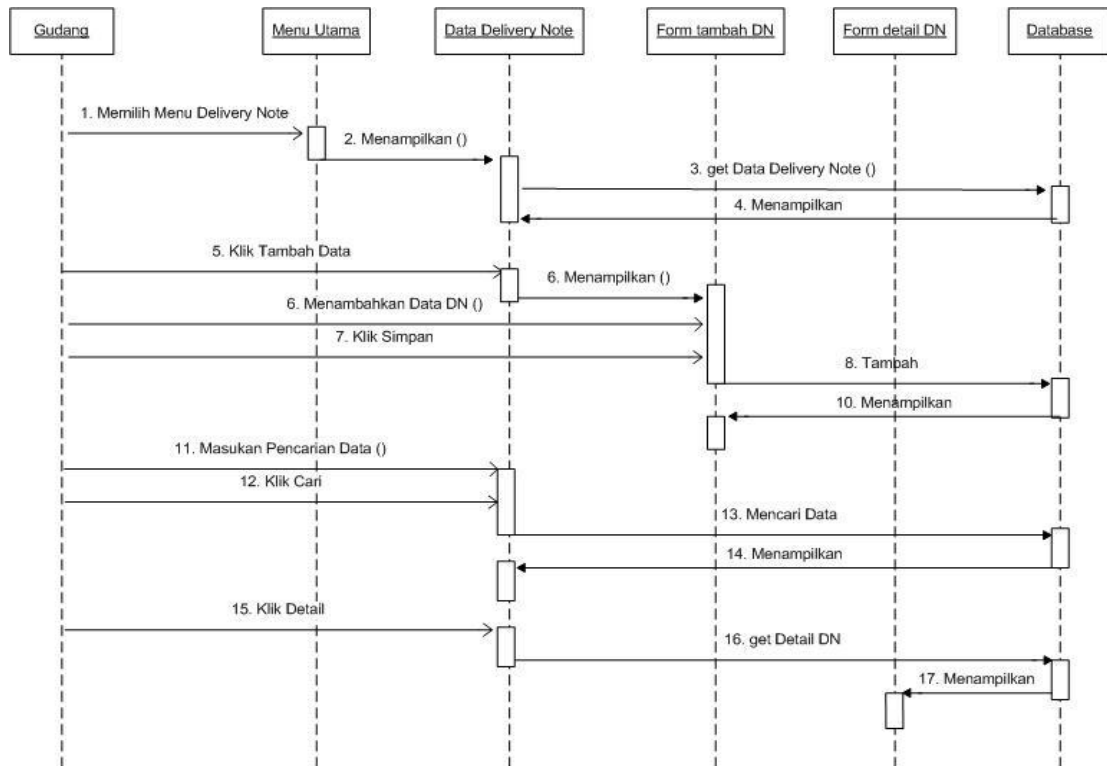 Gudang
Menu Utama
Data Delivery Note
Form tambah DN
Form detail DN
Database
1. Memilih Menu Delivery Note
2. Menampilkan ()
3. get Data Delivery Note ()
4. Menampilkan
5. Klik Tambah Data
6. Menampilkan ()
6. Menambahkan Data DN ()
7. Klik Simpan
8. Tambah
10. Menampilkan
11. Masukan Pencarian Data ()
12. Klik Cari
13. Mencari Data
14. Menampilkan
15. Klik Detail
16. get Detail DN
17. Menampilkan